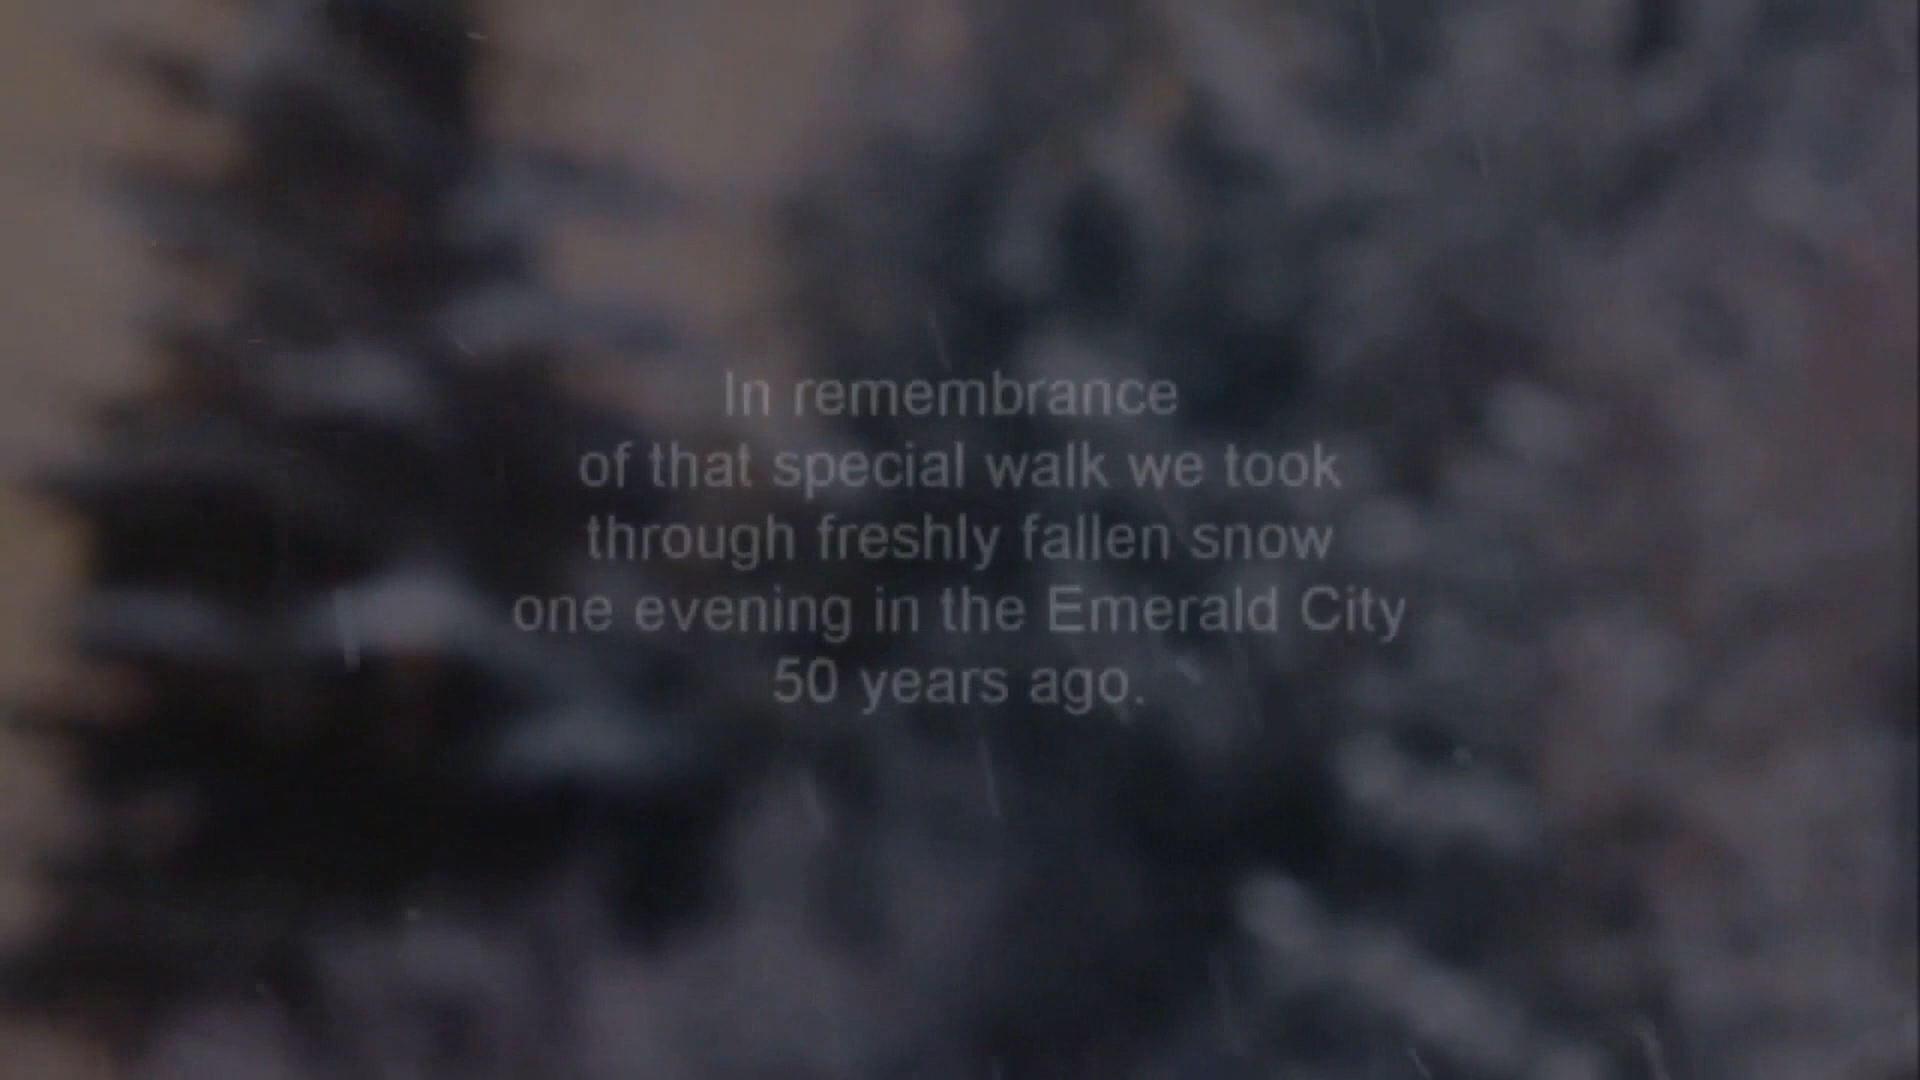 In remembrance
of that special walk we took
through freshly fallen snow
one evening in the Emerald City
50 years ago.